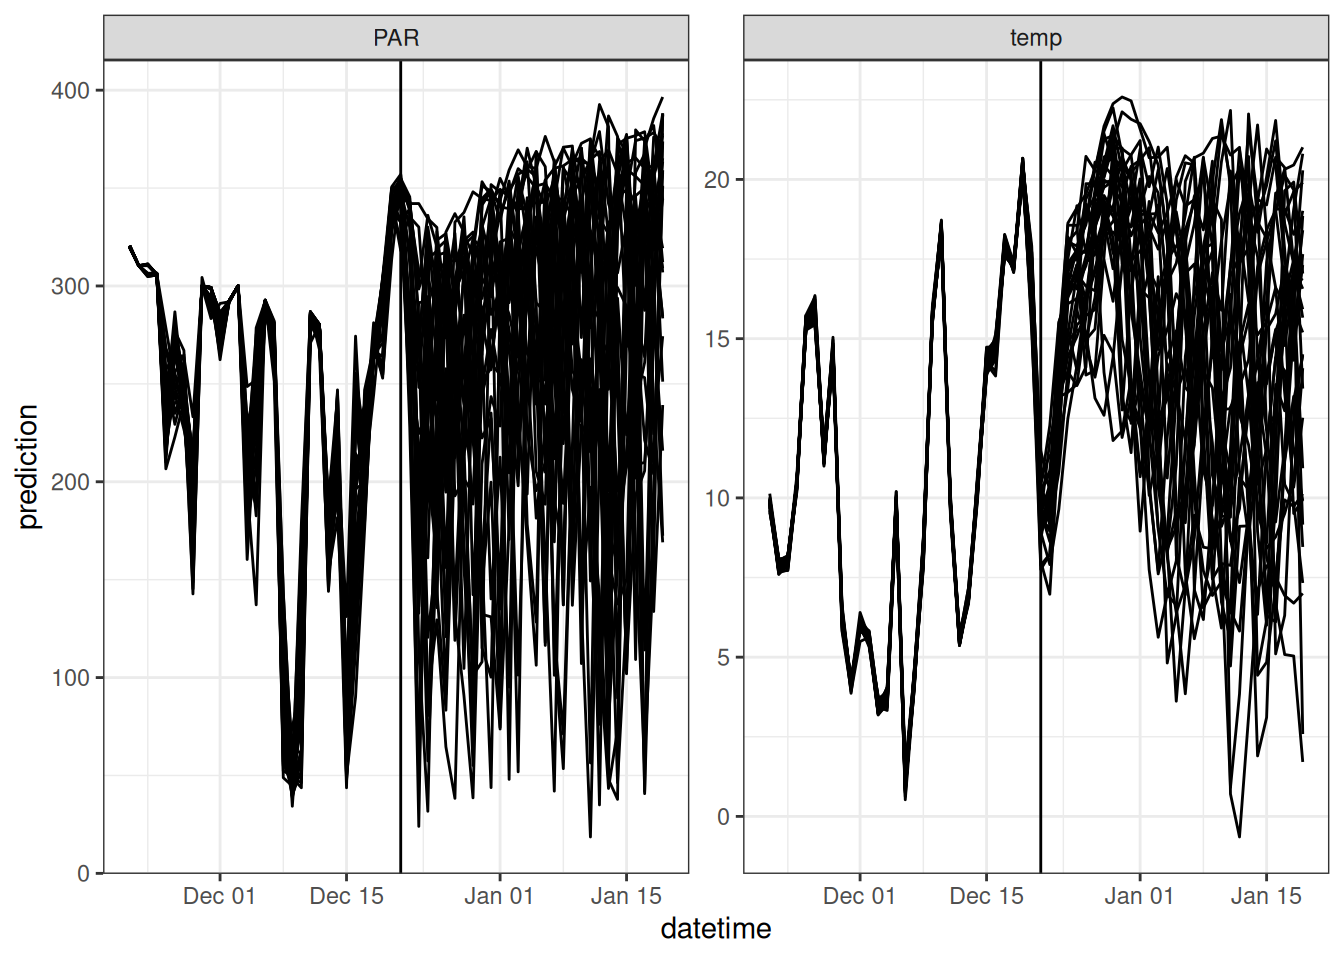 PAR
temp
prediction
400
300
200
100
0
20
15
10
5
0
Dec 01
Dec 15
Jan 01
Jan 15
Dec 01
Dec 15
Jan 01
Jan 15
datetime